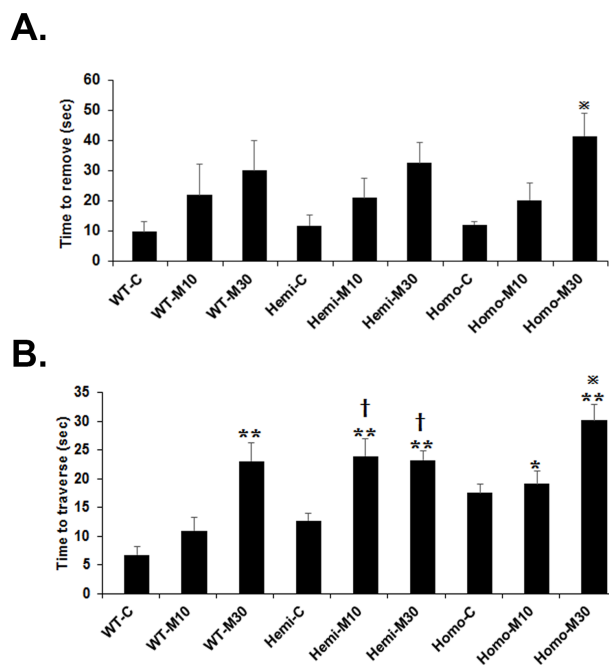 A.
Time to remove (sec)
60
50
40
30
20
10
0
※
WT-C
WT-M10
WT-M30
Hemi-C
Hemi-M10
Hemi-M30
Homo-C
Homo-M10
Homo-M30
B.
Time to traverse (sec)
35
30
25
20
15
10
5
0
**
†
**
†
**
*
※
**
WT-C
WT-M10
WT-M30
Hemi-C
Hemi-M10
Hemi-M30
Homo-C
Homo-M10
Homo-M30